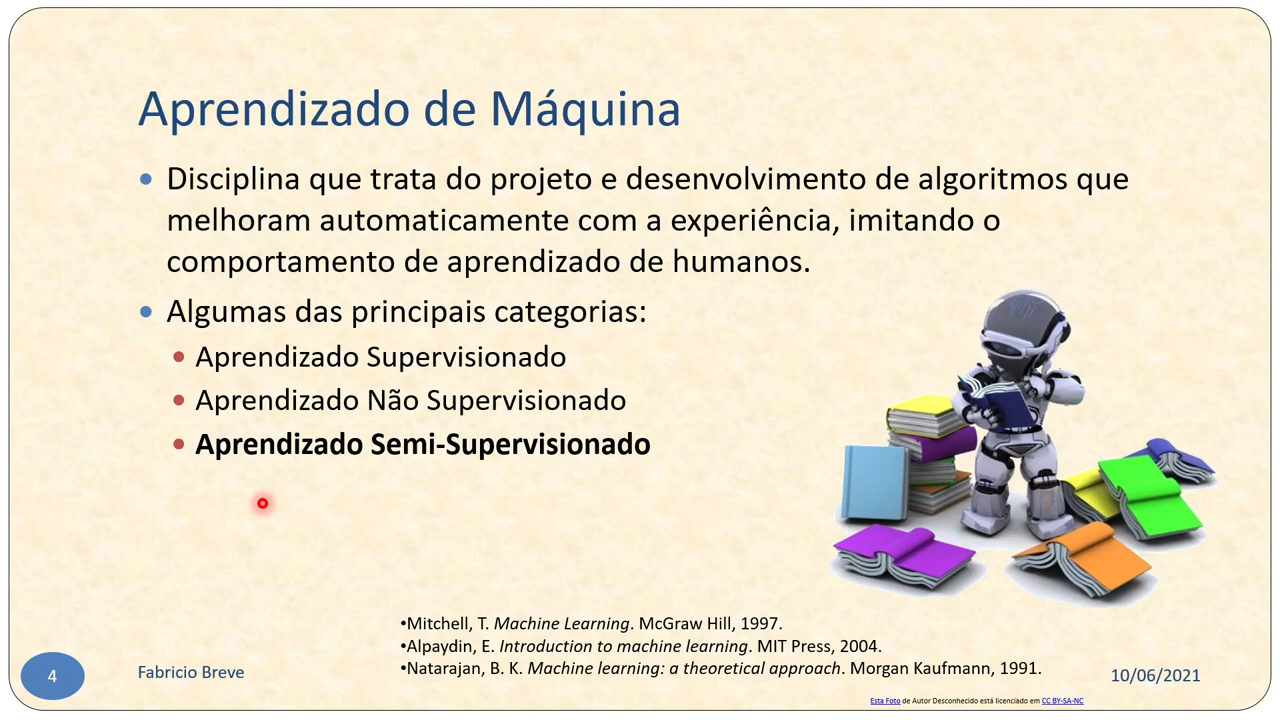 Aprendizado de Máquina
• Disciplina que trata do projeto e desenvolvimento de algoritmos que
melhoram automaticamente com a experiência, imitando o
comportamento de aprendizado de humanos.
• Algumas das principais categorias:
• Aprendizado Supervisionado
• Aprendizado Não Supervisionado
• Aprendizado Semi-Supervisionado
•Mitchell, T. Machine Learning. McGraw Hill, 1997.
•Alpaydin, E. Introduction to machine learning. MIT Press, 2004.
•Natarajan, B. K. Machine learning: a theoretical approach. Morgan Kaufmann, 1991.
4
Fabricio Breve
10/06/2021
Esta Foto de Autor Desconhecido está licenciado em CC BY-SA-NC